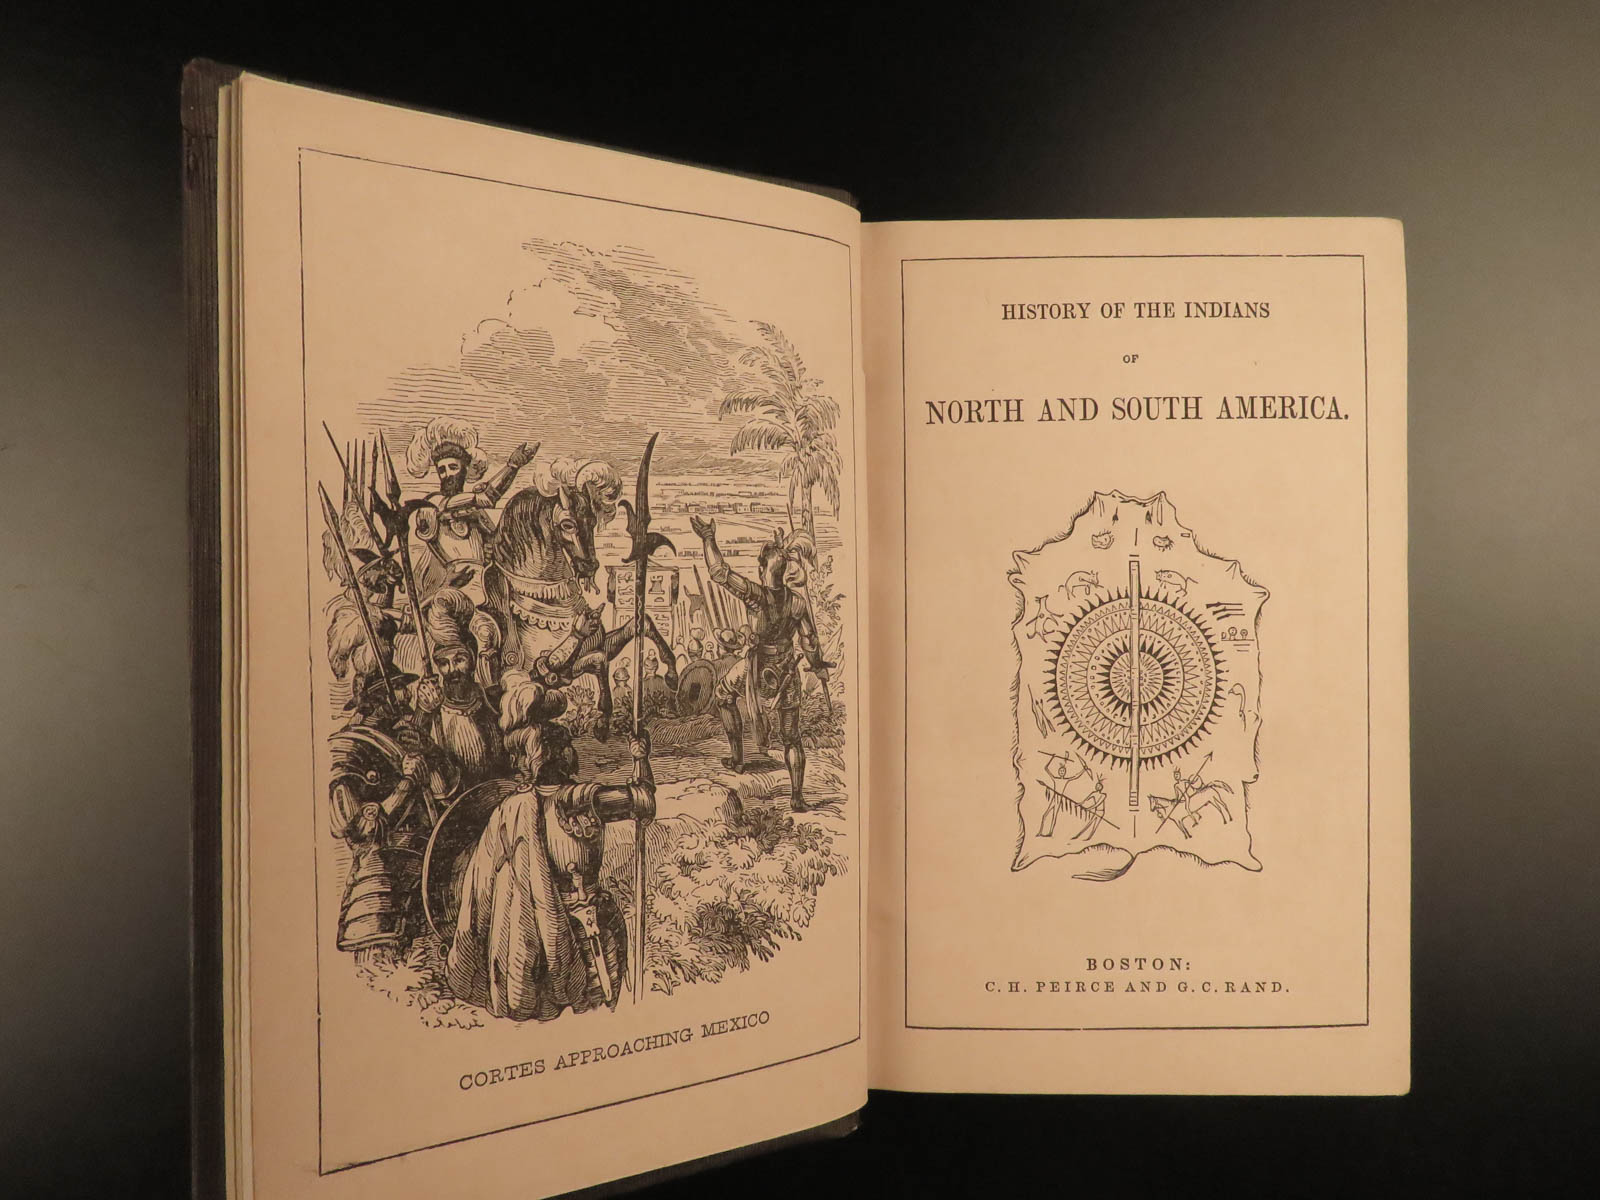 CORTES APPROACHING MEXICO
HISTORY OF THE INDIANS
OF
NORTH AND SOUTH AMERICA.
BOSTON:
C. H. PEIRCE AND G. C. RAND.